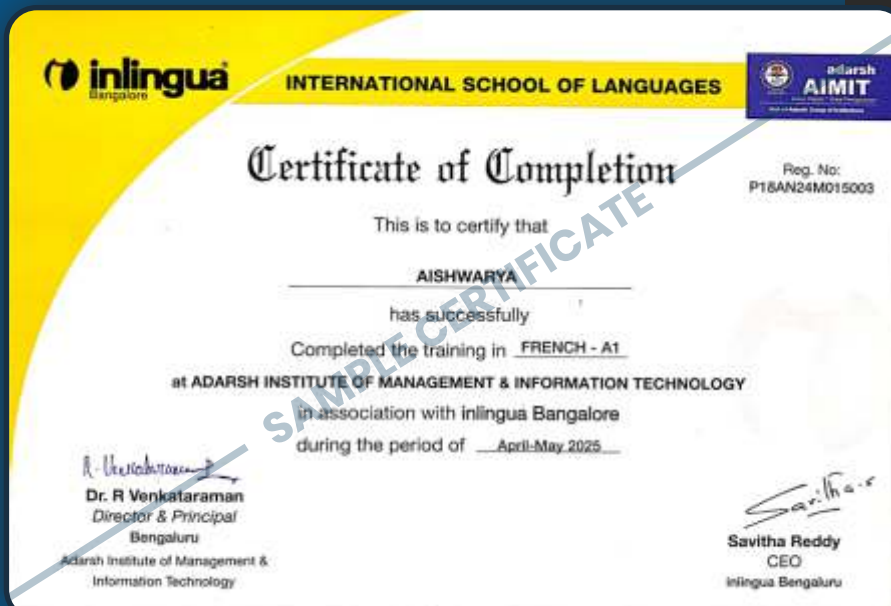 inlingua
Bangalore
INTERNATIONAL SCHOOL OF LANGUAGES
adarsh
AIMIT
Certificate of Completion
Reg. No:
P18AN24M015003
This is to certify that
AISHWARYA
has successfully
Completed the training in FRENCH - A1
at ADARSH INSTITUTE OF MANAGEMENT & INFORMATION TECHNOLOGY
in association with inlingua Bangalore
during the period of April-May 2025
SAMPLE CERTIFICATE
R. Venkataraman
Dr. R Venkataraman
Director & Principal
Bengaluru
Adarsh Institute of Management &
Information Technology
Savitha.r
Savitha Reddy
CEO
inlingua Bengaluru